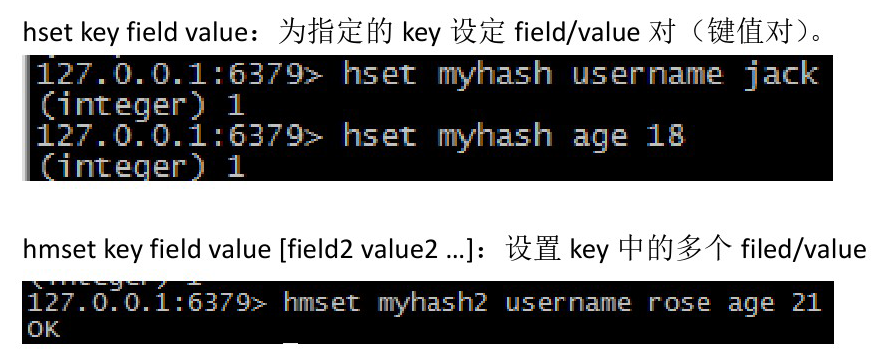 hset key field value：为指定的 key 设定 field/value 对（键值对）。
127.0.0.1:6379> hset myhash username jack
(integer) 1
127.0.0.1:6379> hset myhash age 18
(integer) 1
hmset key field value [field2 value2 …]：设置 key 中的多个 filed/value
(integer) 1
127.0.0.1:6379> hmset myhash2 username rose age 21
OK